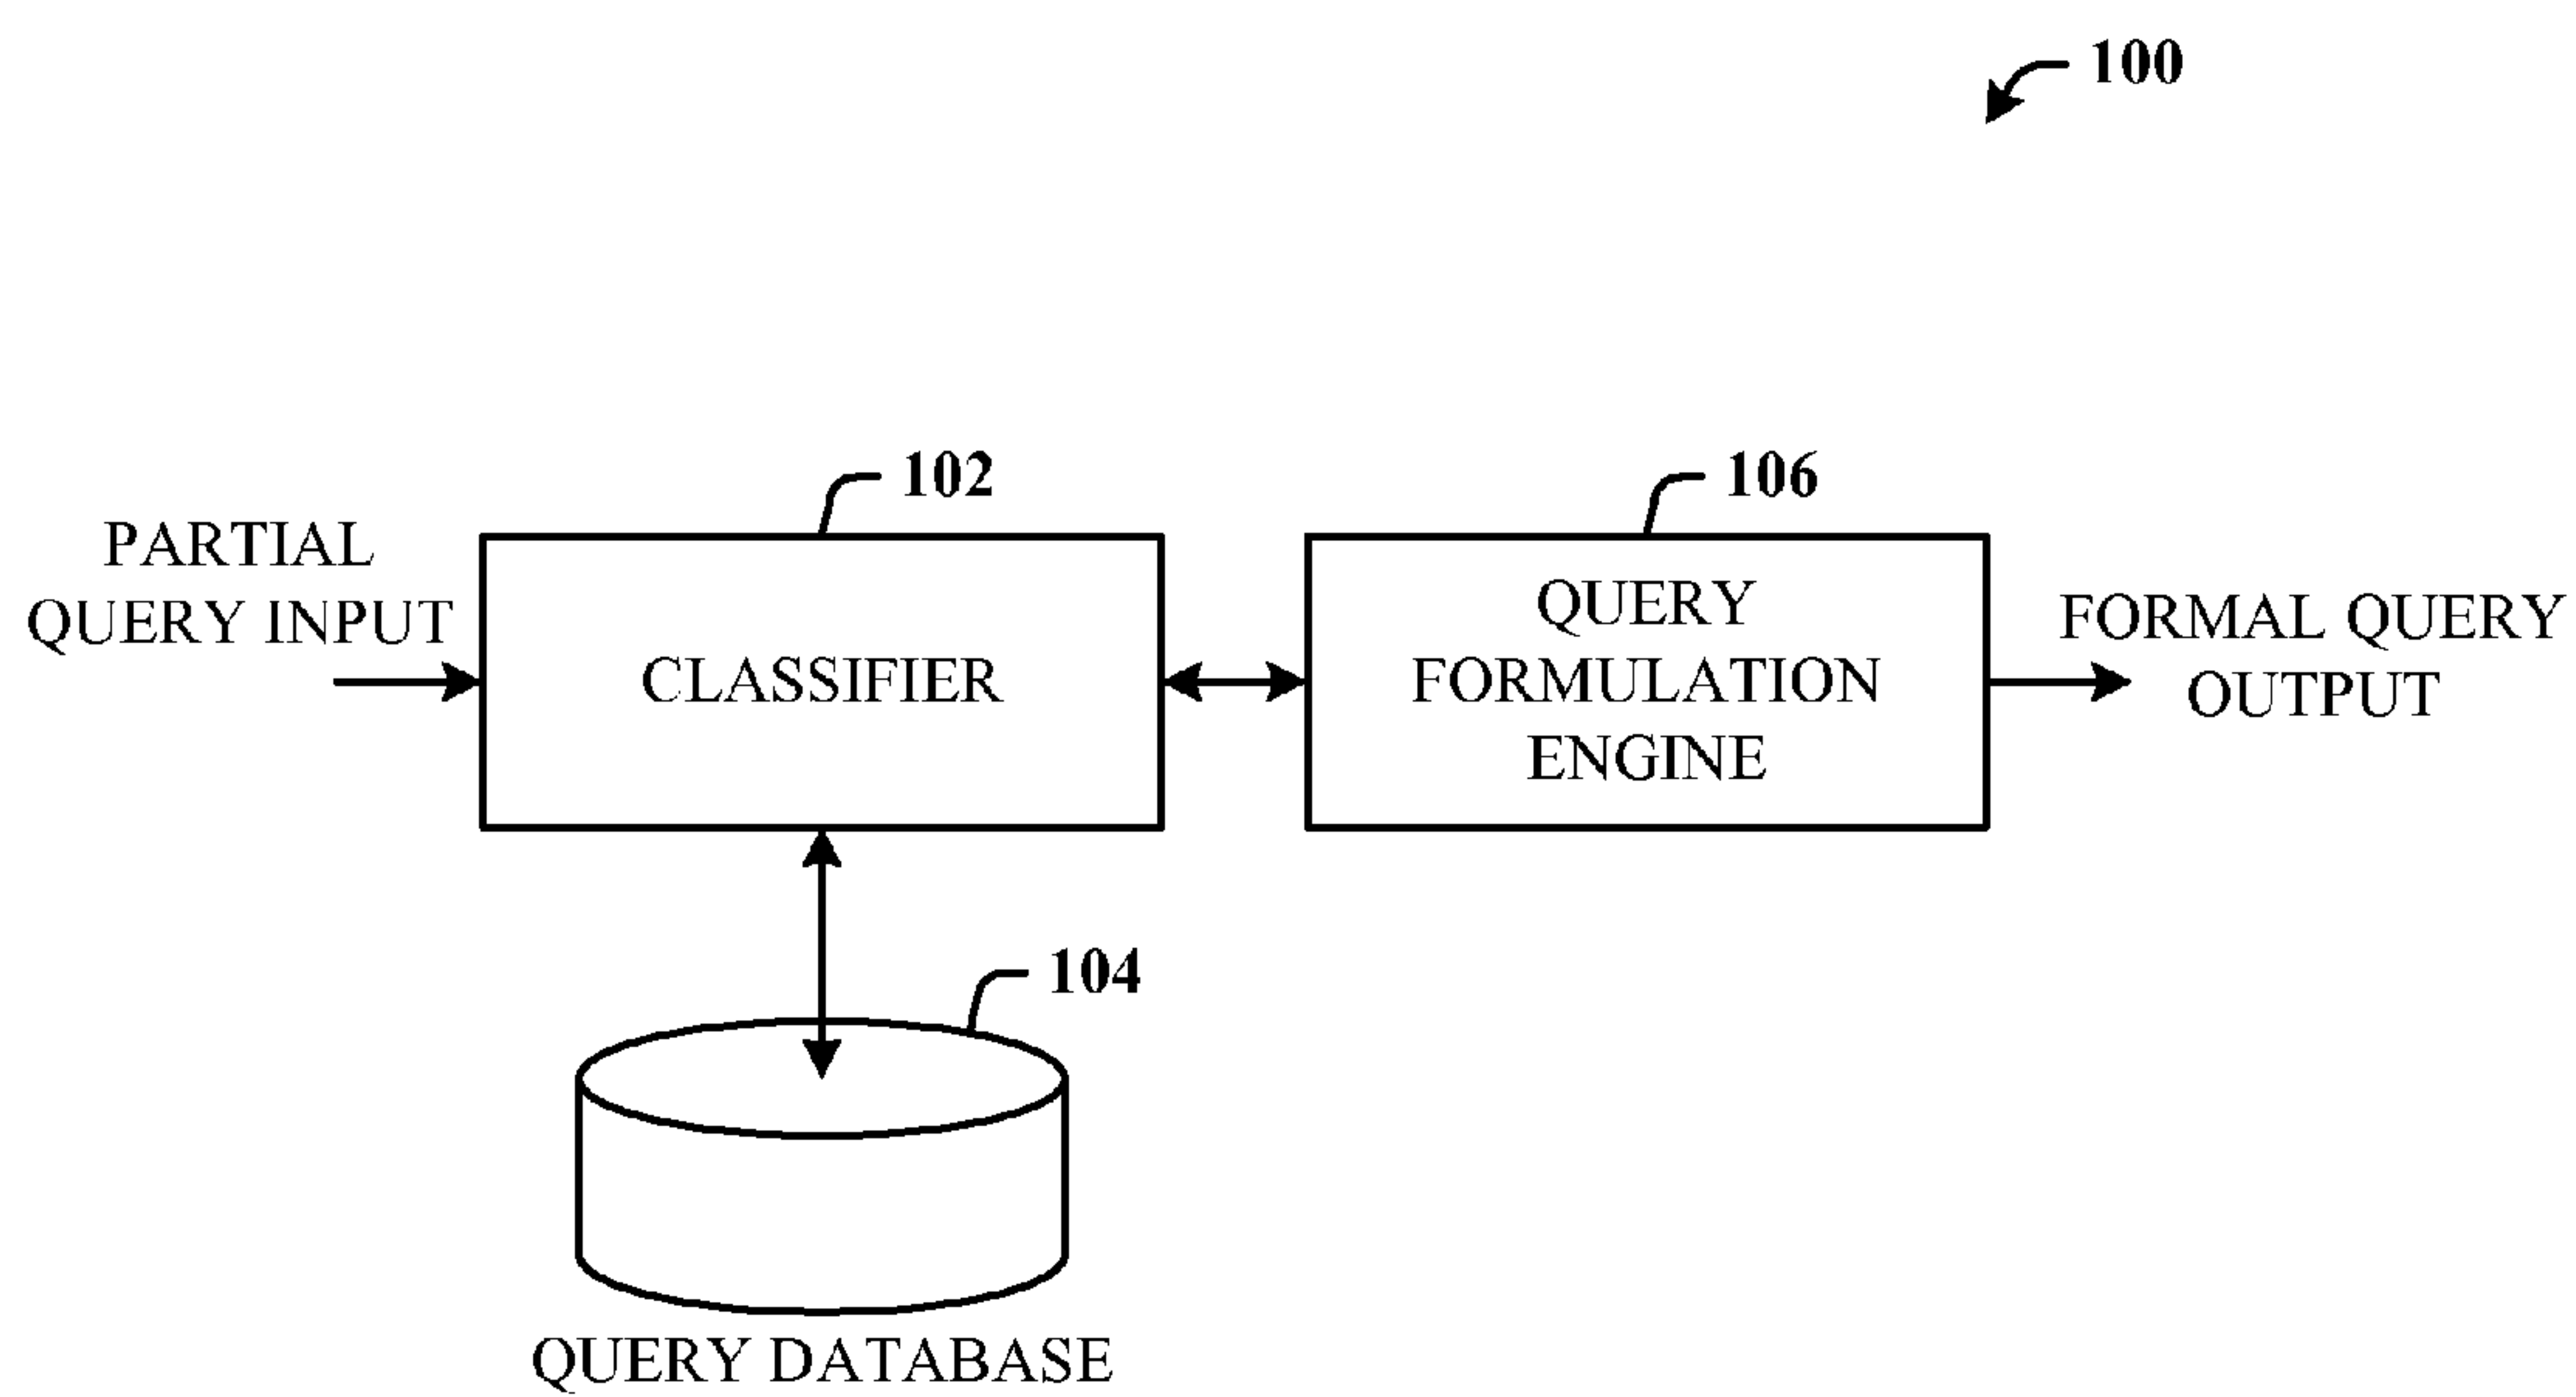 100
102
106
PARTIAL
QUERY INPUT
CLASSIFIER
QUERY
FORMULATION
ENGINE
FORMAL QUERY
OUTPUT
104
QUERY DATABASE